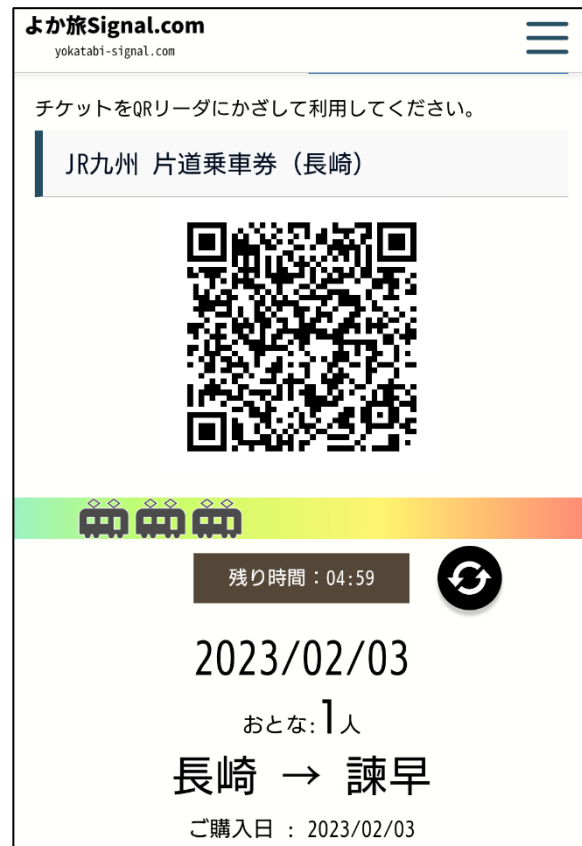 よか旅Signal.com
yokatabi-signal.com
チケットをQRリーダにかざして利用してください。
JR九州 片道乗車券（長崎）
残り時間：04:59
2023/02/03
おとな:1人
長崎 → 諫早
ご購入日 : 2023/02/03